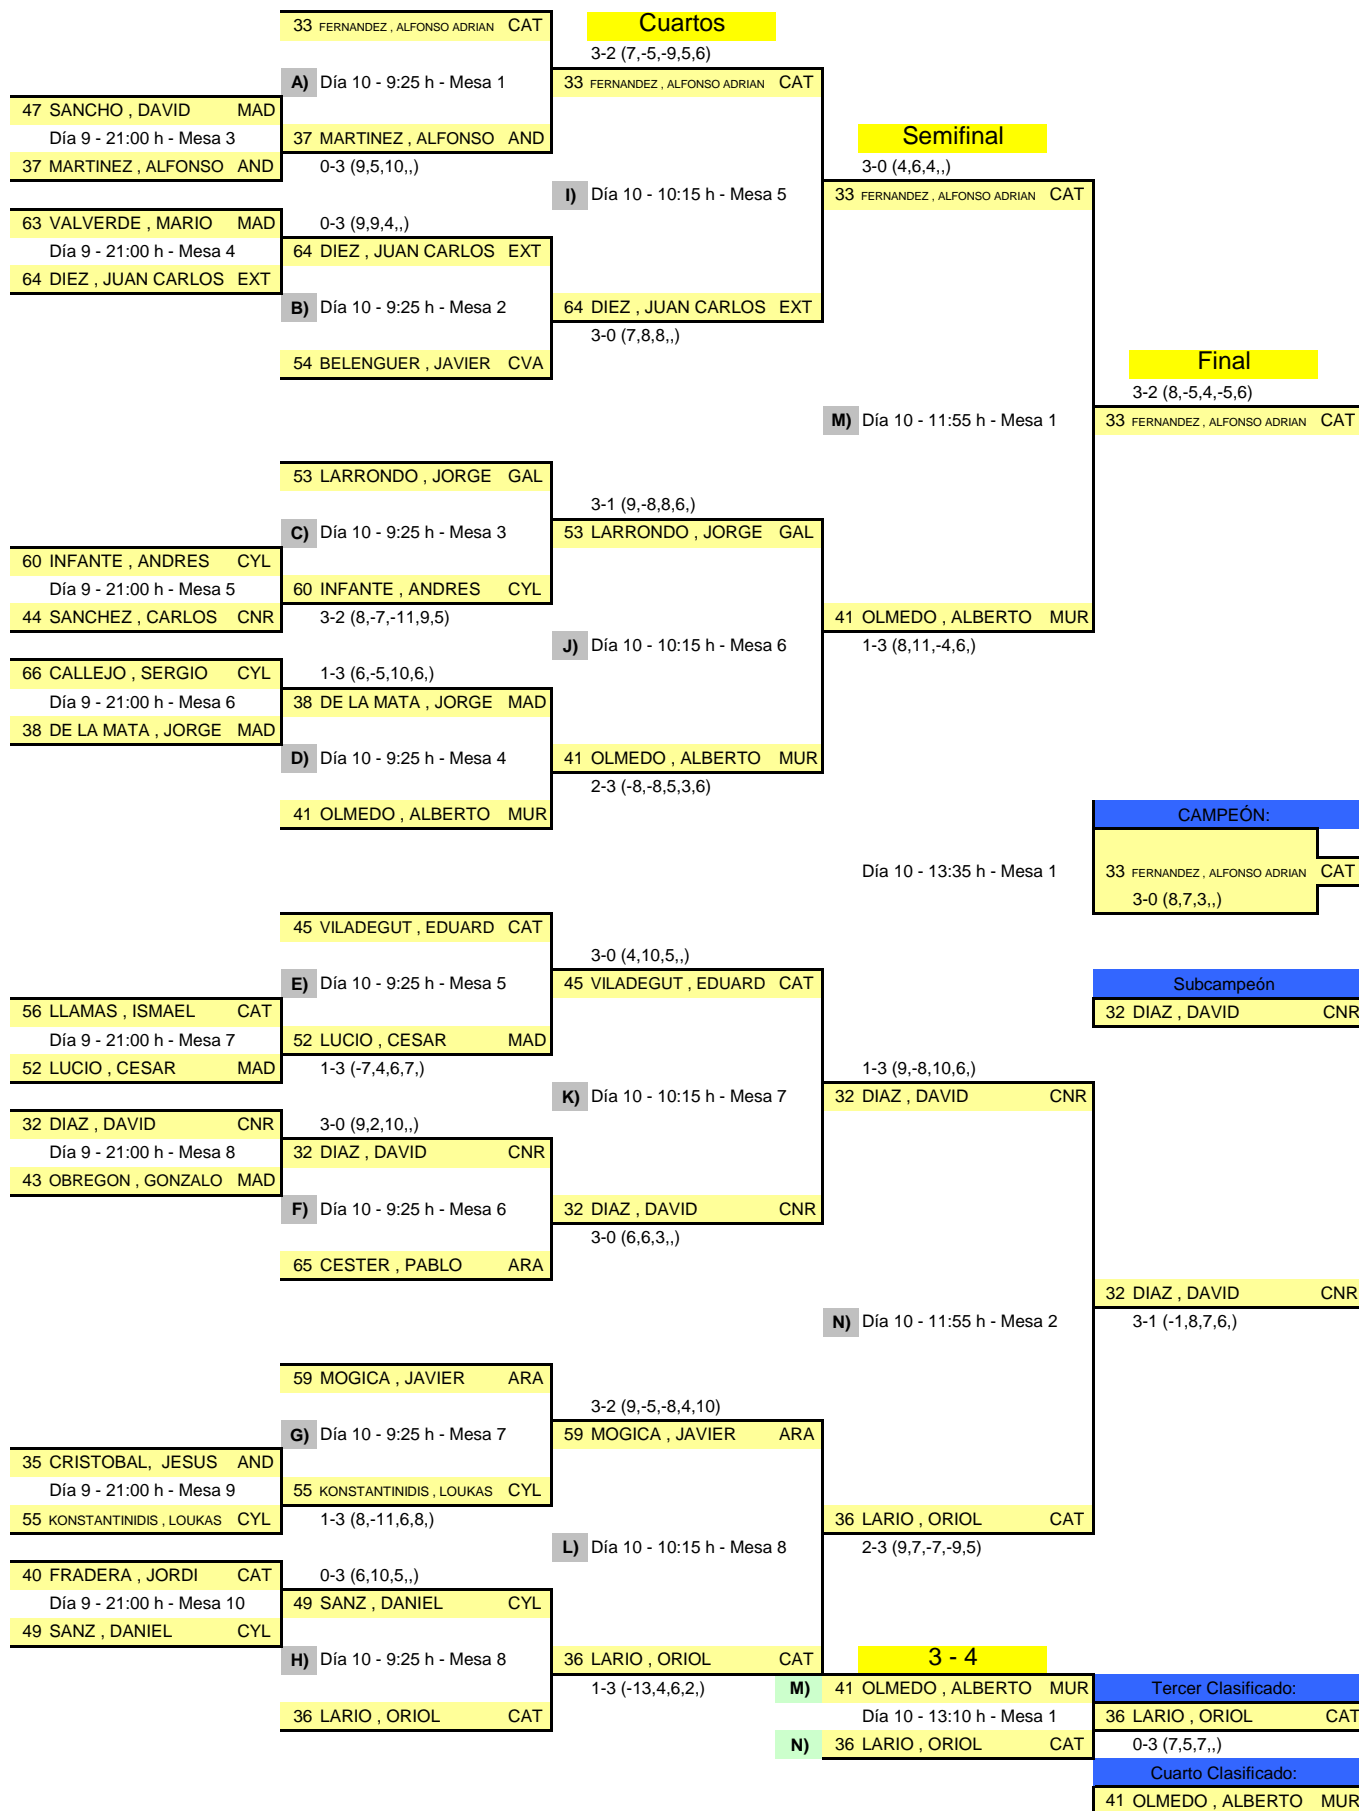 33 FERNANDEZ , ALFONSO ADRIAN CAT
Cuartos
3-2 (7,-5,-9,5,6)
A) Día 10 - 9:25 h - Mesa 1
33 FERNANDEZ , ALFONSO ADRIAN CAT
47 SANCHO , DAVID MAD
Día 9 - 21:00 h - Mesa 3
37 MARTINEZ , ALFONSO AND
Semifinal
37 MARTINEZ , ALFONSO AND
0-3 (9,5,10,,)
3-0 (4,6,4,,)
I) Día 10 - 10:15 h - Mesa 5
33 FERNANDEZ , ALFONSO ADRIAN CAT
63 VALVERDE , MARIO MAD
0-3 (9,9,4,,)
Día 9 - 21:00 h - Mesa 4
64 DIEZ , JUAN CARLOS EXT
64 DIEZ , JUAN CARLOS EXT
B) Día 10 - 9:25 h - Mesa 2
64 DIEZ , JUAN CARLOS EXT
3-0 (7,8,8,,)
54 BELENGUER , JAVIER CVA
Final
3-2 (8,-5,4,-5,6)
M) Día 10 - 11:55 h - Mesa 1
33 FERNANDEZ , ALFONSO ADRIAN CAT
53 LARRONDO , JORGE GAL
3-1 (9,-8,8,6,)
C) Día 10 - 9:25 h - Mesa 3
53 LARRONDO , JORGE GAL
60 INFANTE , ANDRES CYL
Día 9 - 21:00 h - Mesa 5
60 INFANTE , ANDRES CYL
44 SANCHEZ , CARLOS CNR
3-2 (8,-7,-11,9,5)
41 OLMEDO , ALBERTO MUR
J) Día 10 - 10:15 h - Mesa 6
1-3 (8,11,-4,6,)
66 CALLEJO , SERGIO CYL
1-3 (6,-5,10,6,)
Día 9 - 21:00 h - Mesa 6
38 DE LA MATA , JORGE MAD
38 DE LA MATA , JORGE MAD
D) Día 10 - 9:25 h - Mesa 4
41 OLMEDO , ALBERTO MUR
2-3 (-8,-8,5,3,6)
41 OLMEDO , ALBERTO MUR
CAMPEÓN:
Día 10 - 13:35 h - Mesa 1
33 FERNANDEZ , ALFONSO ADRIAN CAT
3-0 (8,7,3,,)
45 VILADEGUT , EDUARD CAT
3-0 (4,10,5,,)
E) Día 10 - 9:25 h - Mesa 5
45 VILADEGUT , EDUARD CAT
Subcampeón
56 LLAMAS , ISMAEL CAT
32 DIAZ , DAVID CNR
Día 9 - 21:00 h - Mesa 7
52 LUCIO , CESAR MAD
52 LUCIO , CESAR MAD
1-3 (-7,4,6,7,)
1-3 (9,-8,10,6,)
K) Día 10 - 10:15 h - Mesa 7
32 DIAZ , DAVID CNR
32 DIAZ , DAVID CNR
3-0 (9,2,10,,)
Día 9 - 21:00 h - Mesa 8
32 DIAZ , DAVID CNR
43 OBREGON , GONZALO MAD
F) Día 10 - 9:25 h - Mesa 6
32 DIAZ , DAVID CNR
3-0 (6,6,3,,)
65 CESTER , PABLO ARA
32 DIAZ , DAVID CNR
N) Día 10 - 11:55 h - Mesa 2
3-1 (-1,8,7,6,)
59 MOGICA , JAVIER ARA
3-2 (9,-5,-8,4,10)
G) Día 10 - 9:25 h - Mesa 7
59 MOGICA , JAVIER ARA
35 CRISTOBAL, JESUS AND
Día 9 - 21:00 h - Mesa 9
55 KONSTANTINIDIS , LOUKAS CYL
55 KONSTANTINIDIS , LOUKAS CYL
1-3 (8,-11,6,8,)
36 LARIO , ORIOL CAT
L) Día 10 - 10:15 h - Mesa 8
2-3 (9,7,-7,-9,5)
40 FRADERA , JORDI CAT
0-3 (6,10,5,,)
Día 9 - 21:00 h - Mesa 10
49 SANZ , DANIEL CYL
49 SANZ , DANIEL CYL
H) Día 10 - 9:25 h - Mesa 8
36 LARIO , ORIOL CAT
3 - 4
1-3 (-13,4,6,2,)
M) 41 OLMEDO , ALBERTO MUR
Tercer Clasificado:
36 LARIO , ORIOL CAT
Día 10 - 13:10 h - Mesa 1
36 LARIO , ORIOL CAT
N) 36 LARIO , ORIOL CAT
0-3 (7,5,7,,)
Cuarto Clasificado:
41 OLMEDO , ALBERTO MUR